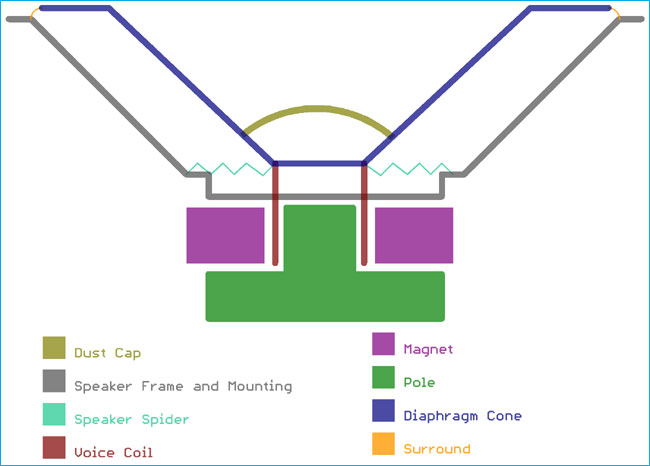 Dust Cap
Speaker Frame and Mounting
Speaker Spider
Voice Coil
Magnet
Pole
Diaphragm Cone
Surround